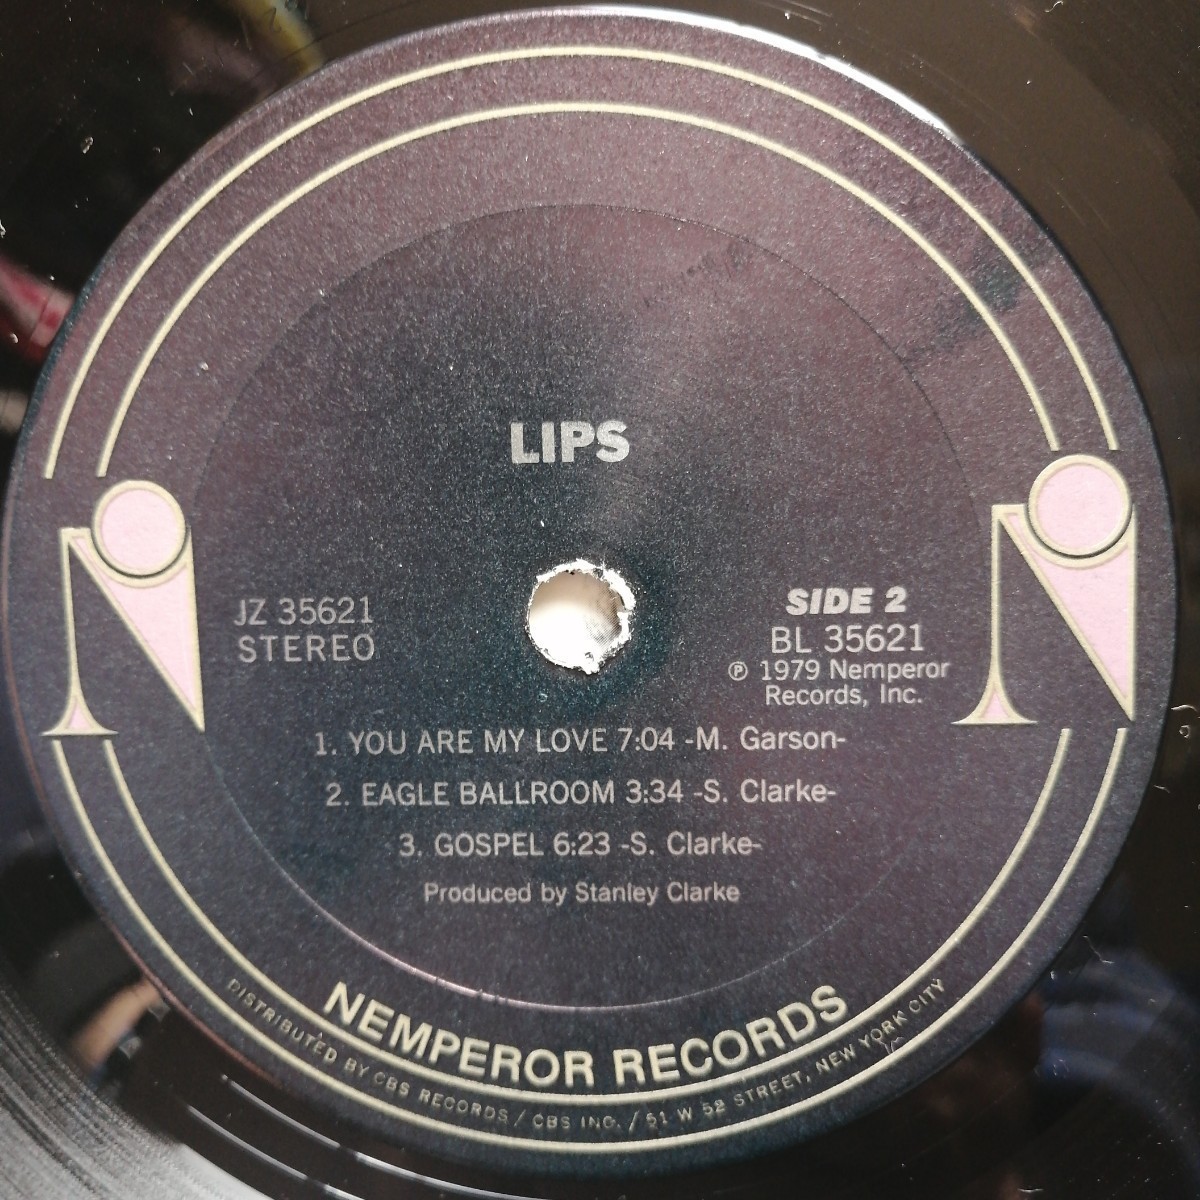 LIPS
JZ 35621
STEREO
SIDE 2
BL 35621
℗ 1979 Nemperor
Records, Inc.
1. YOU ARE MY LOVE 7:04 -M. Garson-
2. EAGLE BALLROOM 3:34 -S. Clarke-
3. GOSPEL 6:23 -S. Clarke-
Produced by Stanley Clarke
NEMPEROR RECORDS
DISTRIBUTED BY CBS RECORDS / CBS INC. / 51 W 52 STREET, NEW YORK CITY